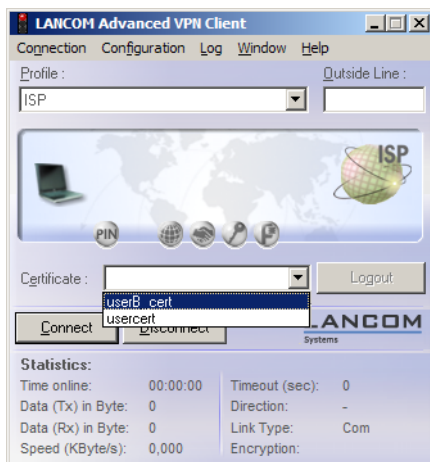 LANCOM Advanced VPN Client
Connection Configuration Log Window Help
Profile : Outside Line :
ISP
ISP
PIN
Certificate : Logout
userB_cert
usercert
Connect Disconnect LANCOM
Systems
Statistics:
Time online: 00:00:00 Timeout (sec): 0
Data (Tx) in Byte: 0 Direction: -
Data (Rx) in Byte: 0 Link Type: Com
Speed (KByte/s): 0,000 Encryption: